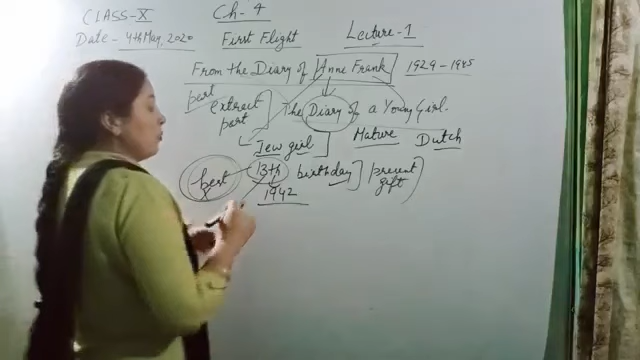 CLASS-X Ch-4
Date- 4th May, 2020 First Flight Lecture-1
From the Diary of Anne Frank 1929-1945
extract The Diary of a Young Girl.
part Mature Dutch
Jew girl
best 13th birthday present
1942 gift